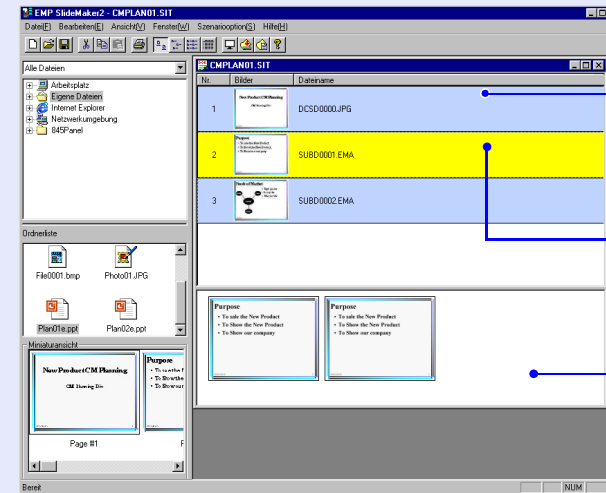 EMP SlideMaker2 - CMPLAN01.SIT
Datei[F] Bearbeiten[E] Ansicht[V] Fenster[W] Szenariooption[S] Hilfe[H]
Alle Dateien
Arbeitsplatz
Eigene Dateien
Internet Explorer
Netzwerkumgebung
845Panel
Ordnerliste
File0001.bmp Photo01.JPG
Plan01e.ppt Plan02e.ppt
Miniaturansicht
New Product CM Planning
CM Planning Div
Purpose
Page #1
CMPLAN01.SIT
Nr. Bilder Dateiname
1 New Product CM Planning DCSD0000.JPG
2 Purpose SUBD0001.EMA
3 SUBD0002.EMA
Purpose
• To sale the New Product
• To Show the New Product
• To Show our company
Purpose
• To sale the New Product
• To Show the New Product
• To Show our company
Bereit
NUM